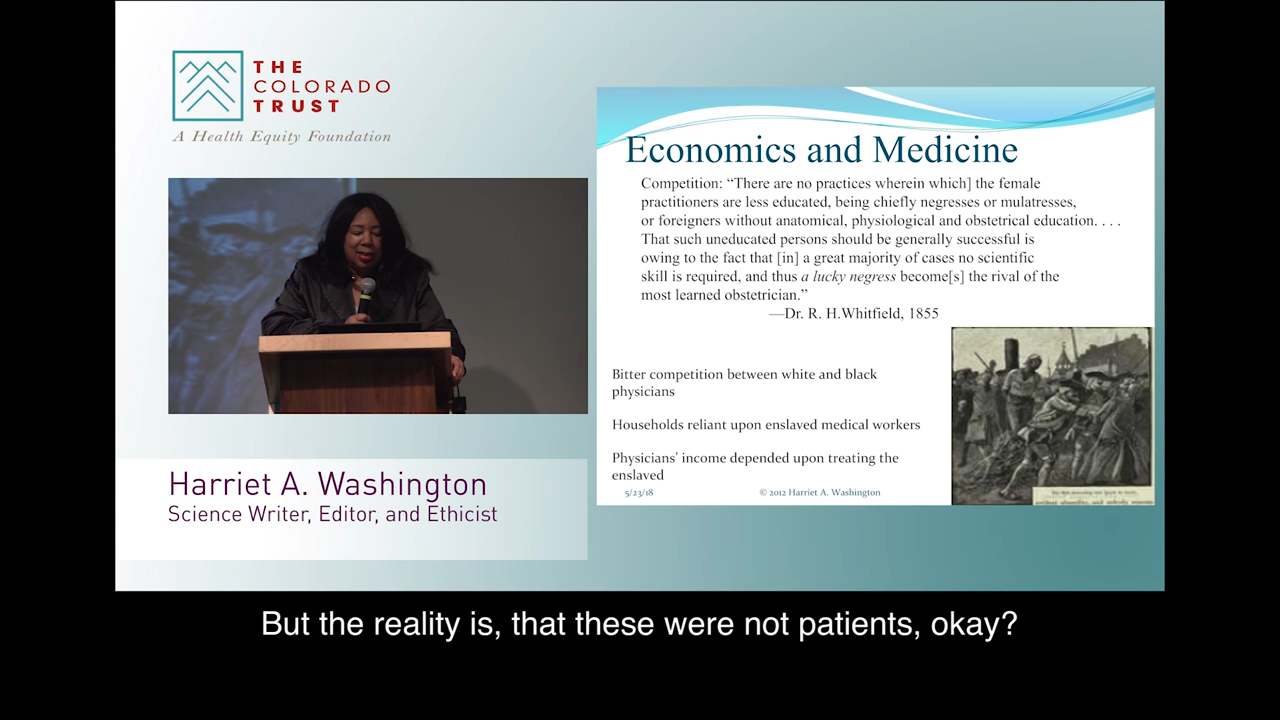 THE
COLORADO
TRUST
A Health Equity Foundation
Economics and Medicine
Competition: “There are no practices wherein which] the female
practitioners are less educated, being chiefly negresses or mulatresses,
or foreigners without anatomical, physiological and obstetrical education. . . .
That such uneducated persons should be generally successful is
owing to the fact that [in] a great majority of cases no scientific
skill is required, and thus a lucky negress become[s] the rival of the
most learned obstetrician.”
—Dr. R. H.Whitfield, 1855
Bitter competition between white and black
physicians
Households reliant upon enslaved medical workers
Physicians’ income depended upon treating the
enslaved
5/23/18 © 2012 Harriet A. Washington
Harriet A. Washington
Science Writer, Editor, and Ethicist
But the reality is, that these were not patients, okay?